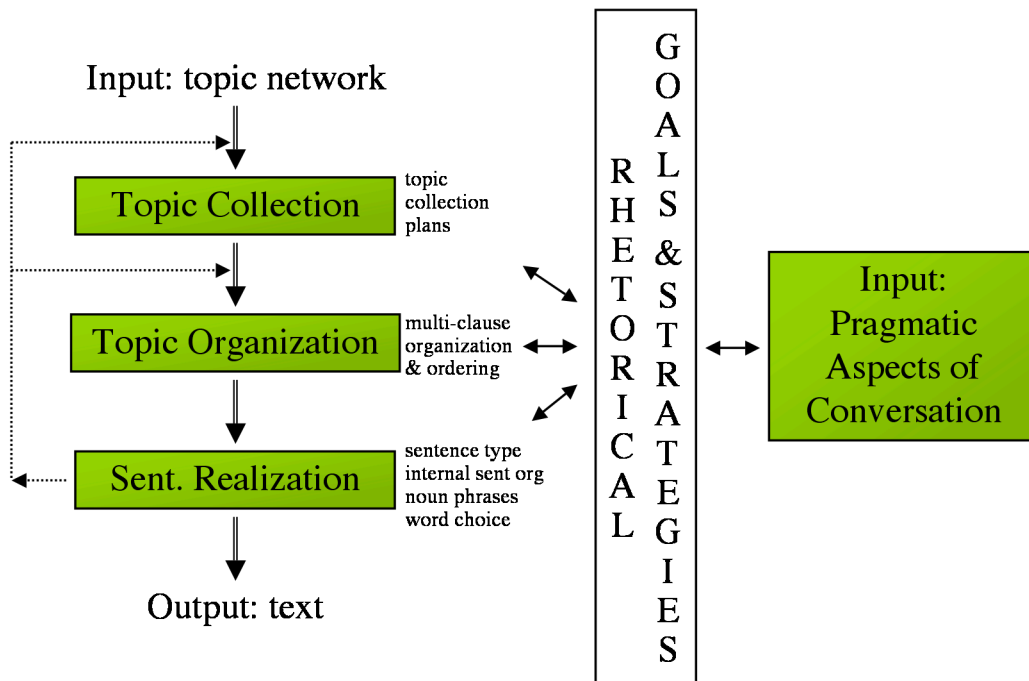 Input: topic network
Topic Collection
topic
collection
plans
Topic Organization
multi-clause
organization
& ordering
Sent. Realization
sentence type
internal sent org
noun phrases
word choice
Output: text
RHETORICAL
GOALS & STRATEGIES
Input:
Pragmatic
Aspects of
Conversation